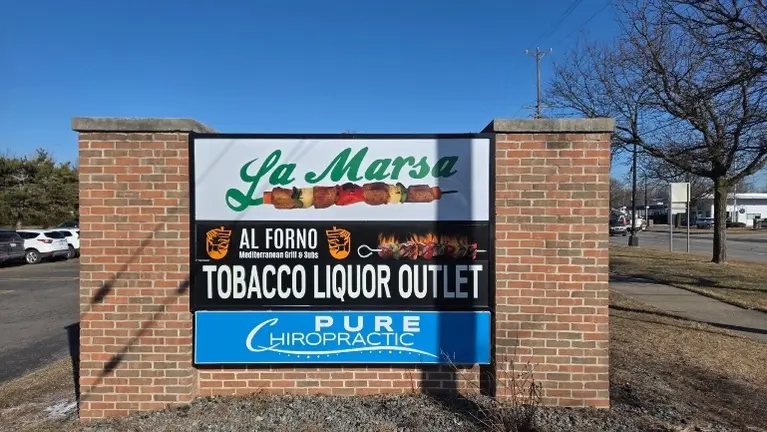 La Marsa
AL FORNO
Mediterranean Grill & Subs
TOBACCO LIQUOR OUTLET
PURE
CHIROPRACTIC